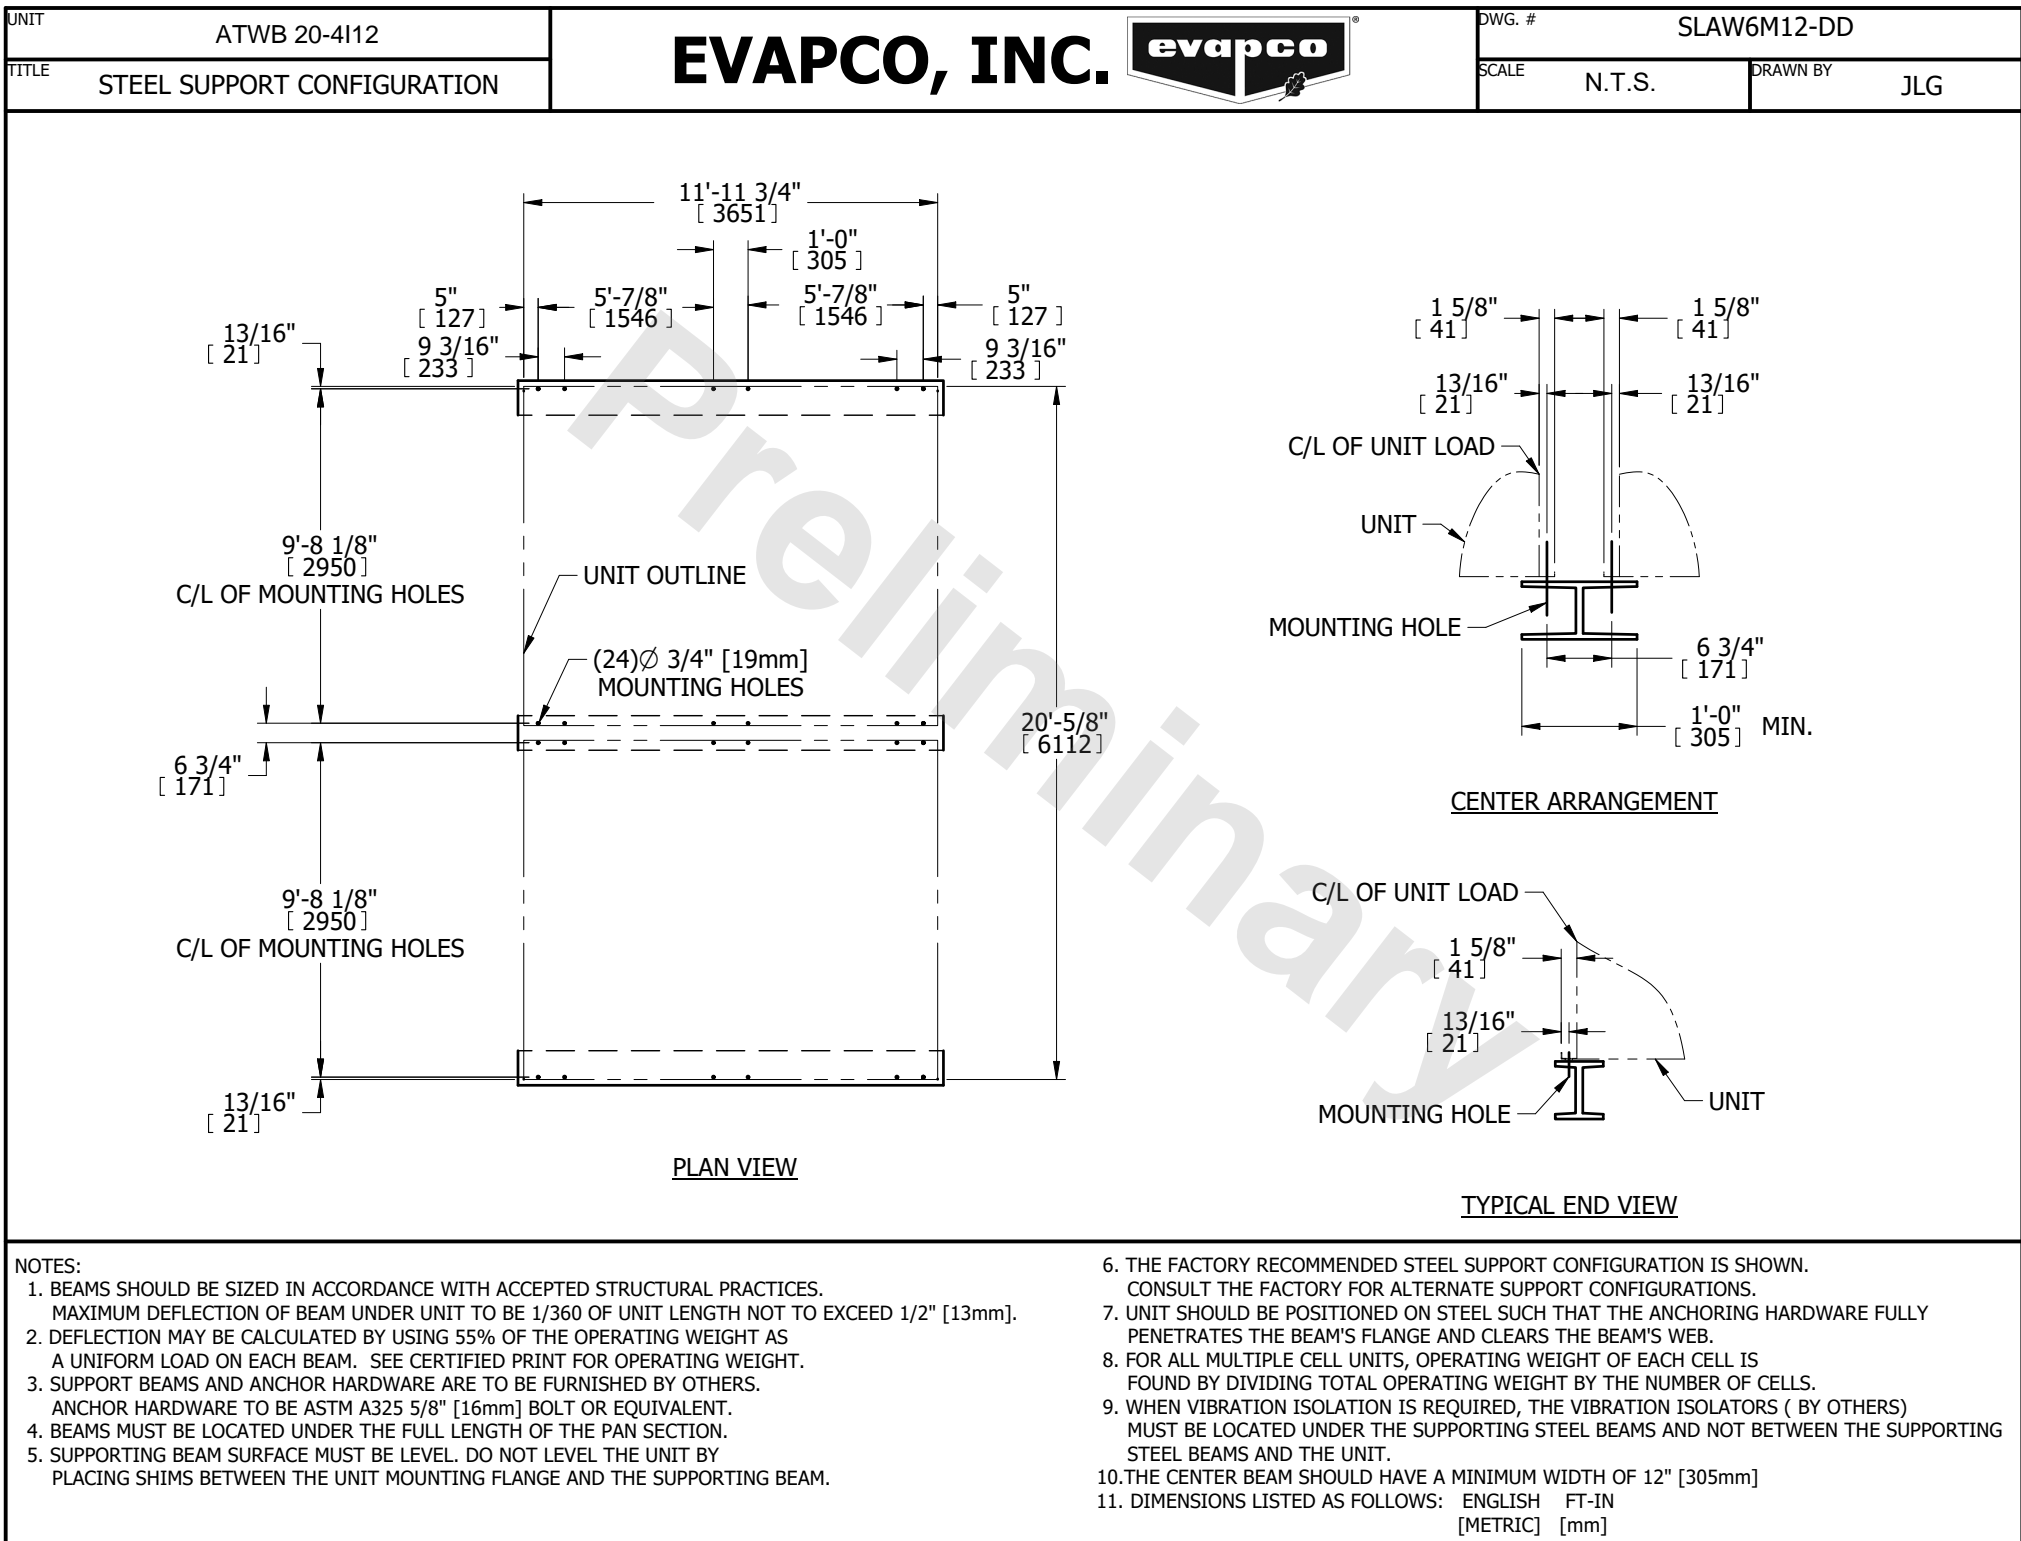 UNIT
ATWB 20-4I12
TITLE
STEEL SUPPORT CONFIGURATION
EVAPCO, INC.
evapco
®
DWG. #
SLAW6M12-DD
SCALE
N.T.S.
DRAWN BY
JLG
11'-11 3/4"
[ 3651 ]
1'-0"
[ 305 ]
5"
[ 127 ]
5'-7/8"
[ 1546 ]
5'-7/8"
[ 1546 ]
5"
[ 127 ]
13/16"
[ 21 ]
9 3/16"
[ 233 ]
9 3/16"
[ 233 ]
9'-8 1/8"
[ 2950 ]
C/L OF MOUNTING HOLES
UNIT OUTLINE
(24)Ø 3/4" [19mm]
MOUNTING HOLES
20'-5/8"
[ 6112 ]
6 3/4"
[ 171 ]
9'-8 1/8"
[ 2950 ]
C/L OF MOUNTING HOLES
13/16"
[ 21 ]
PLAN VIEW
1 5/8"
[ 41 ]
1 5/8"
[ 41 ]
13/16"
[ 21 ]
13/16"
[ 21 ]
C/L OF UNIT LOAD
UNIT
MOUNTING HOLE
6 3/4"
[ 171 ]
1'-0"
[ 305 ] MIN.
CENTER ARRANGEMENT
C/L OF UNIT LOAD
1 5/8"
[ 41 ]
13/16"
[ 21 ]
MOUNTING HOLE
UNIT
TYPICAL END VIEW
Preliminary
NOTES:
1. BEAMS SHOULD BE SIZED IN ACCORDANCE WITH ACCEPTED STRUCTURAL PRACTICES.
MAXIMUM DEFLECTION OF BEAM UNDER UNIT TO BE 1/360 OF UNIT LENGTH NOT TO EXCEED 1/2" [13mm].
2. DEFLECTION MAY BE CALCULATED BY USING 55% OF THE OPERATING WEIGHT AS
A UNIFORM LOAD ON EACH BEAM. SEE CERTIFIED PRINT FOR OPERATING WEIGHT.
3. SUPPORT BEAMS AND ANCHOR HARDWARE ARE TO BE FURNISHED BY OTHERS.
ANCHOR HARDWARE TO BE ASTM A325 5/8" [16mm] BOLT OR EQUIVALENT.
4. BEAMS MUST BE LOCATED UNDER THE FULL LENGTH OF THE PAN SECTION.
5. SUPPORTING BEAM SURFACE MUST BE LEVEL. DO NOT LEVEL THE UNIT BY
PLACING SHIMS BETWEEN THE UNIT MOUNTING FLANGE AND THE SUPPORTING BEAM.
6. THE FACTORY RECOMMENDED STEEL SUPPORT CONFIGURATION IS SHOWN.
CONSULT THE FACTORY FOR ALTERNATE SUPPORT CONFIGURATIONS.
7. UNIT SHOULD BE POSITIONED ON STEEL SUCH THAT THE ANCHORING HARDWARE FULLY
PENETRATES THE BEAM'S FLANGE AND CLEARS THE BEAM'S WEB.
8. FOR ALL MULTIPLE CELL UNITS, OPERATING WEIGHT OF EACH CELL IS
FOUND BY DIVIDING TOTAL OPERATING WEIGHT BY THE NUMBER OF CELLS.
9. WHEN VIBRATION ISOLATION IS REQUIRED, THE VIBRATION ISOLATORS ( BY OTHERS)
MUST BE LOCATED UNDER THE SUPPORTING STEEL BEAMS AND NOT BETWEEN THE SUPPORTING
STEEL BEAMS AND THE UNIT.
10.THE CENTER BEAM SHOULD HAVE A MINIMUM WIDTH OF 12" [305mm]
11. DIMENSIONS LISTED AS FOLLOWS: ENGLISH FT-IN
[METRIC] [mm]